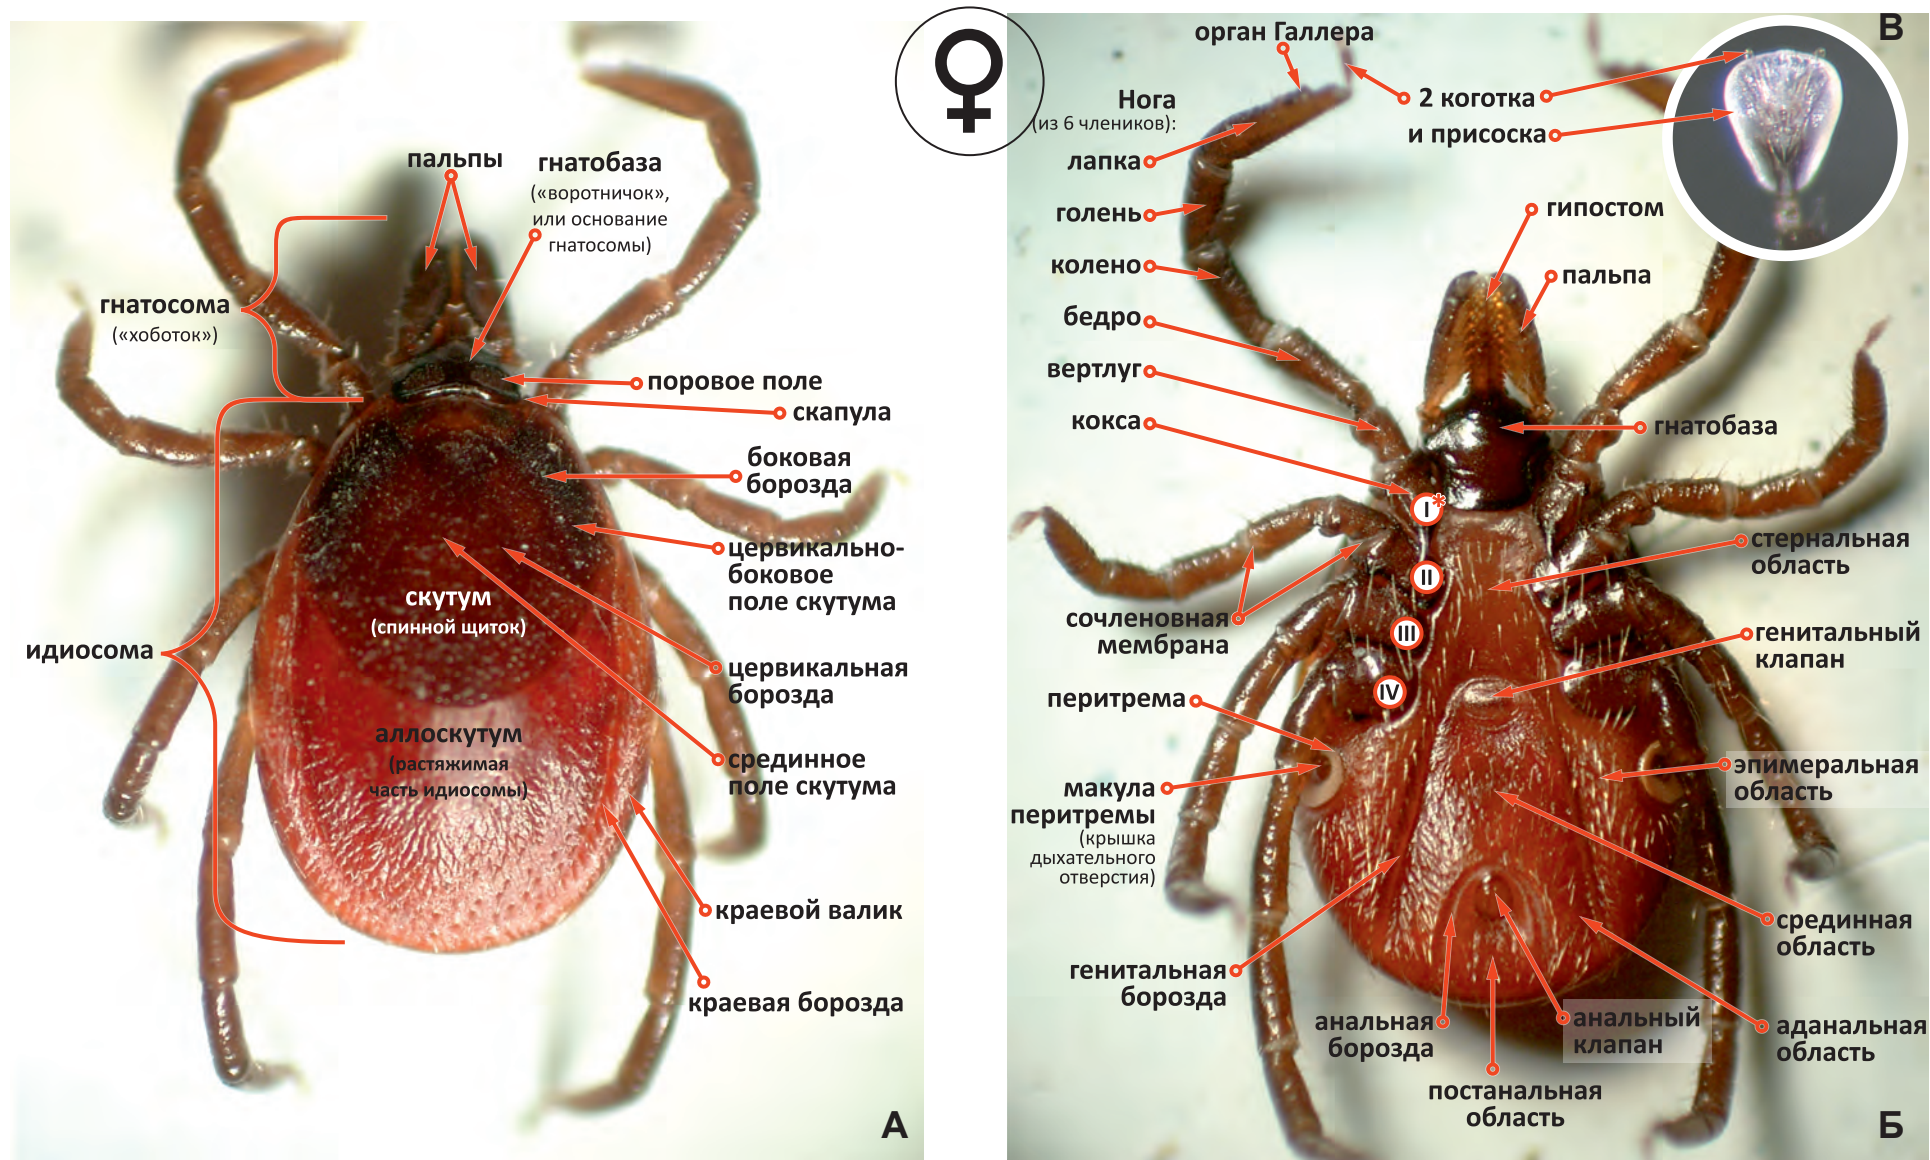 пальпы
гнатобаза
(«воротничок»,
или основание
гнатосомы)
гнатосома
(«хоботок»)
поровое поле
скапула
боковая
борозда
цервикально-
боковое
поле скутума
скутум
(спинной щиток)
идиосома
цервикальная
борозда
аллоскутум
(растяжимая
часть идиосомы)
срединное
поле скутума
краевой валик
краевая борозда
А
орган Галлера
В
2 коготка
и присоска
Нога
(из 6 члеников):
лапка
голень
колено
бедро
вертлуг
кокса
гипостом
пальпа
гнатобаза
I*
II
III
IV
стернальная
область
сочленовная
мембрана
генитальный
клапан
перитрема
эпимеральная
область
макула
перитремы
(крышка
дыхательного
отверстия)
срединная
область
генитальная
борозда
анальная
борозда
анальный
клапан
аданальная
область
постанальная
область
Б